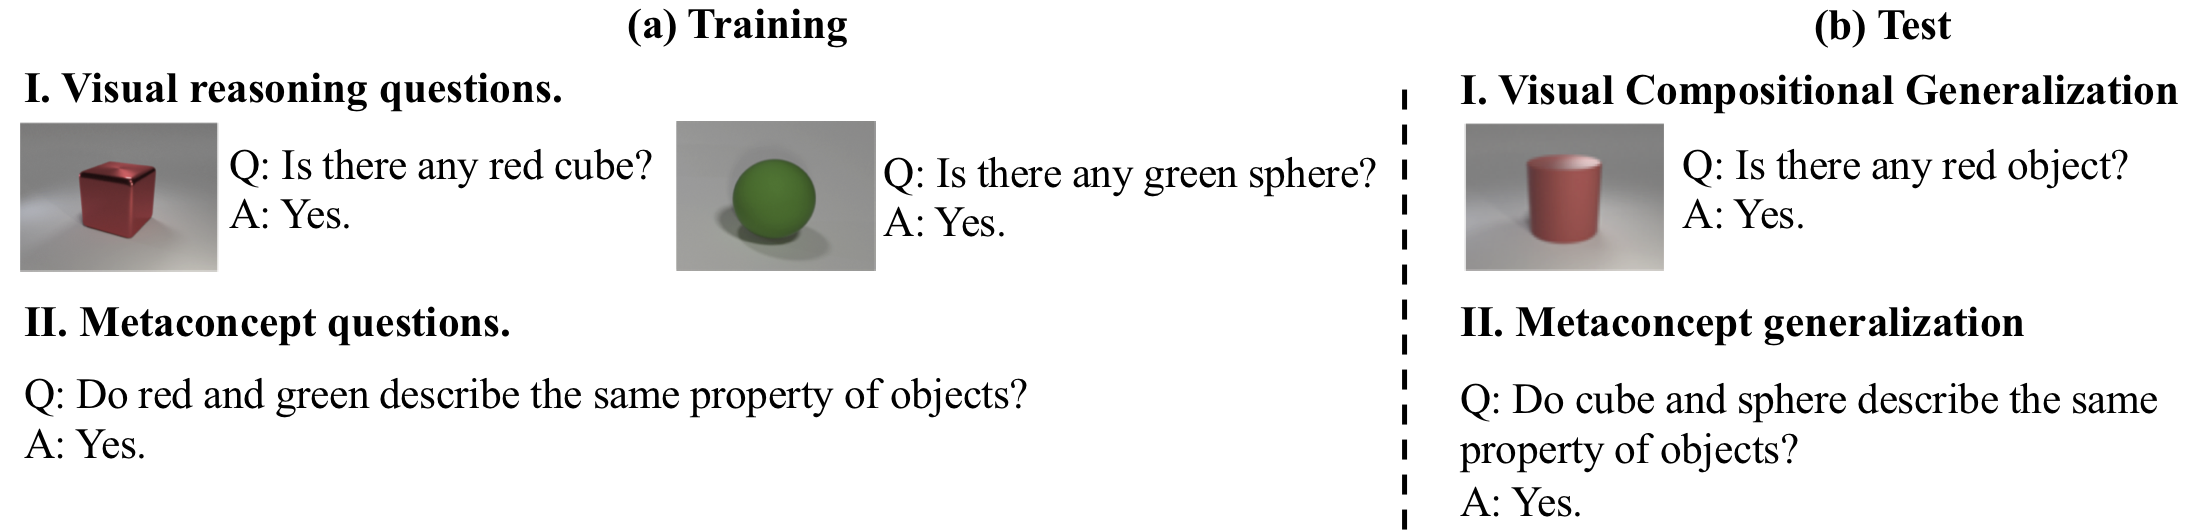 (a) Training
I. Visual reasoning questions.
Q: Is there any red cube?
A: Yes.
Q: Is there any green sphere?
A: Yes.
II. Metaconcept questions.
Q: Do red and green describe the same property of objects?
A: Yes.
(b) Test
I. Visual Compositional Generalization
Q: Is there any red object?
A: Yes.
II. Metaconcept generalization
Q: Do cube and sphere describe the same
property of objects?
A: Yes.